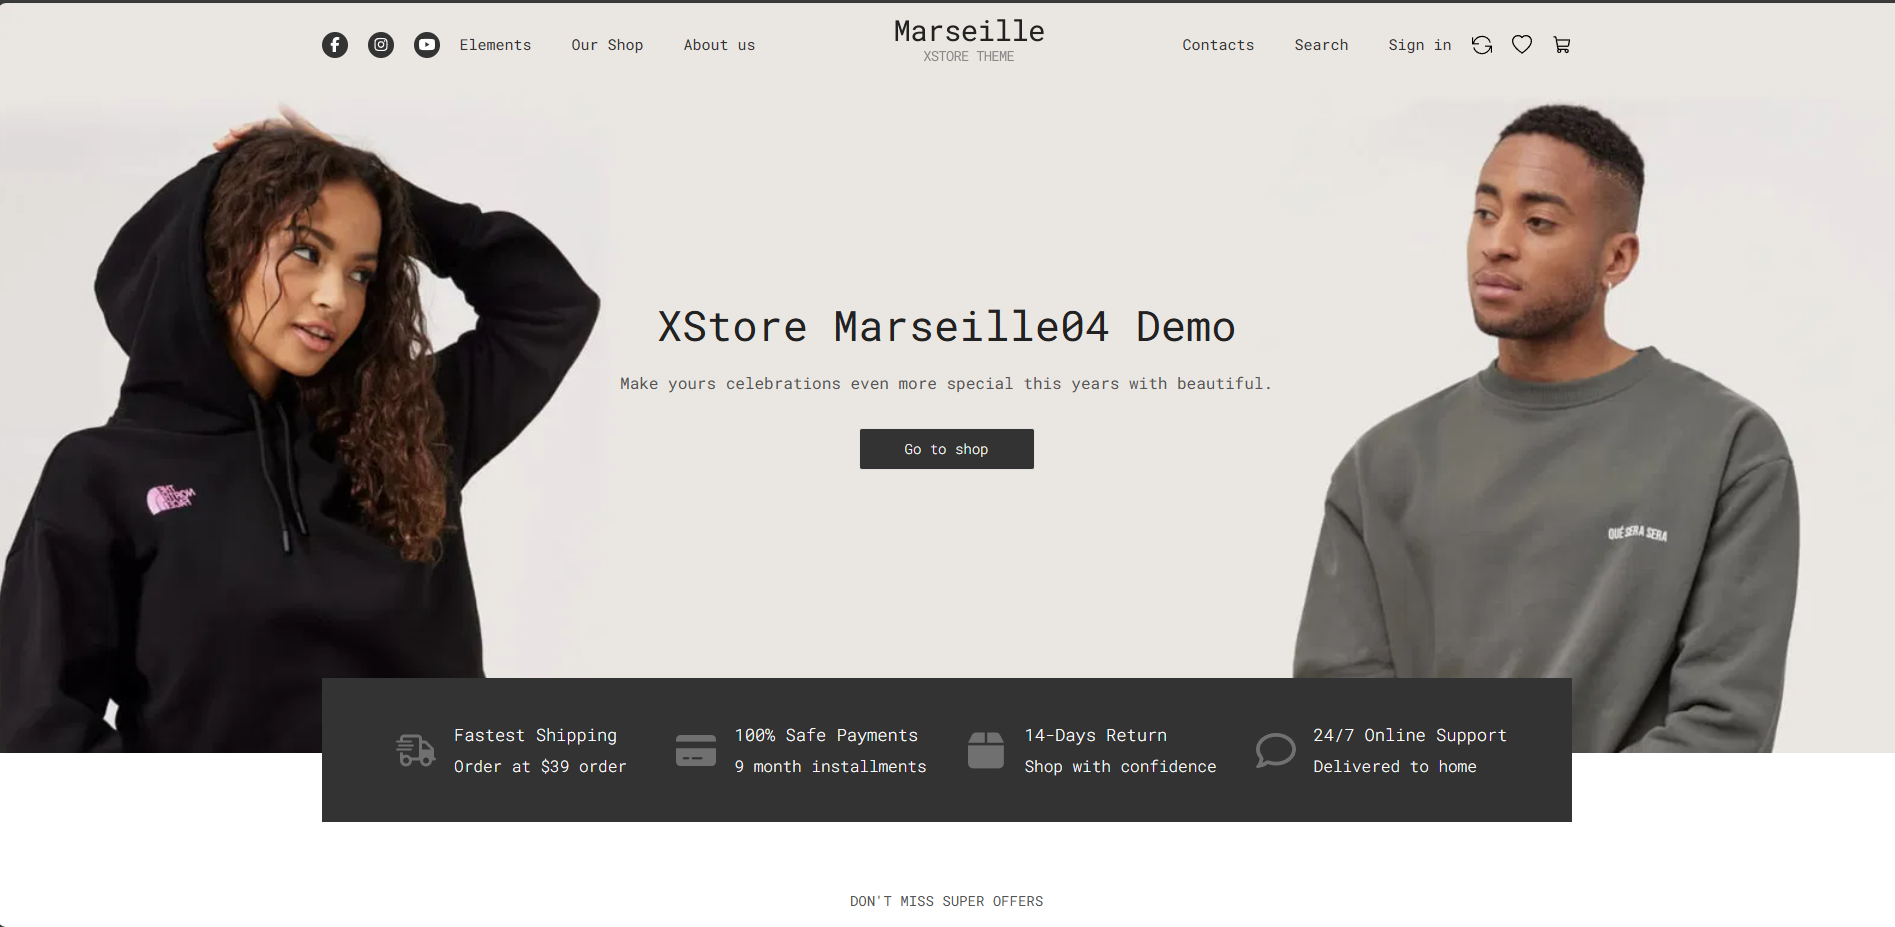 Elements Our Shop About us
Marseille
XSTORE THEME
Contacts Search Sign in
XStore Marseille04 Demo
Make yours celebrations even more special this years with beautiful.
Go to shop
THE
NORTH
FACE
QUÉ SERA SERA
Fastest Shipping
Order at $39 order
100% Safe Payments
9 month installments
14-Days Return
Shop with confidence
24/7 Online Support
Delivered to home
DON'T MISS SUPER OFFERS